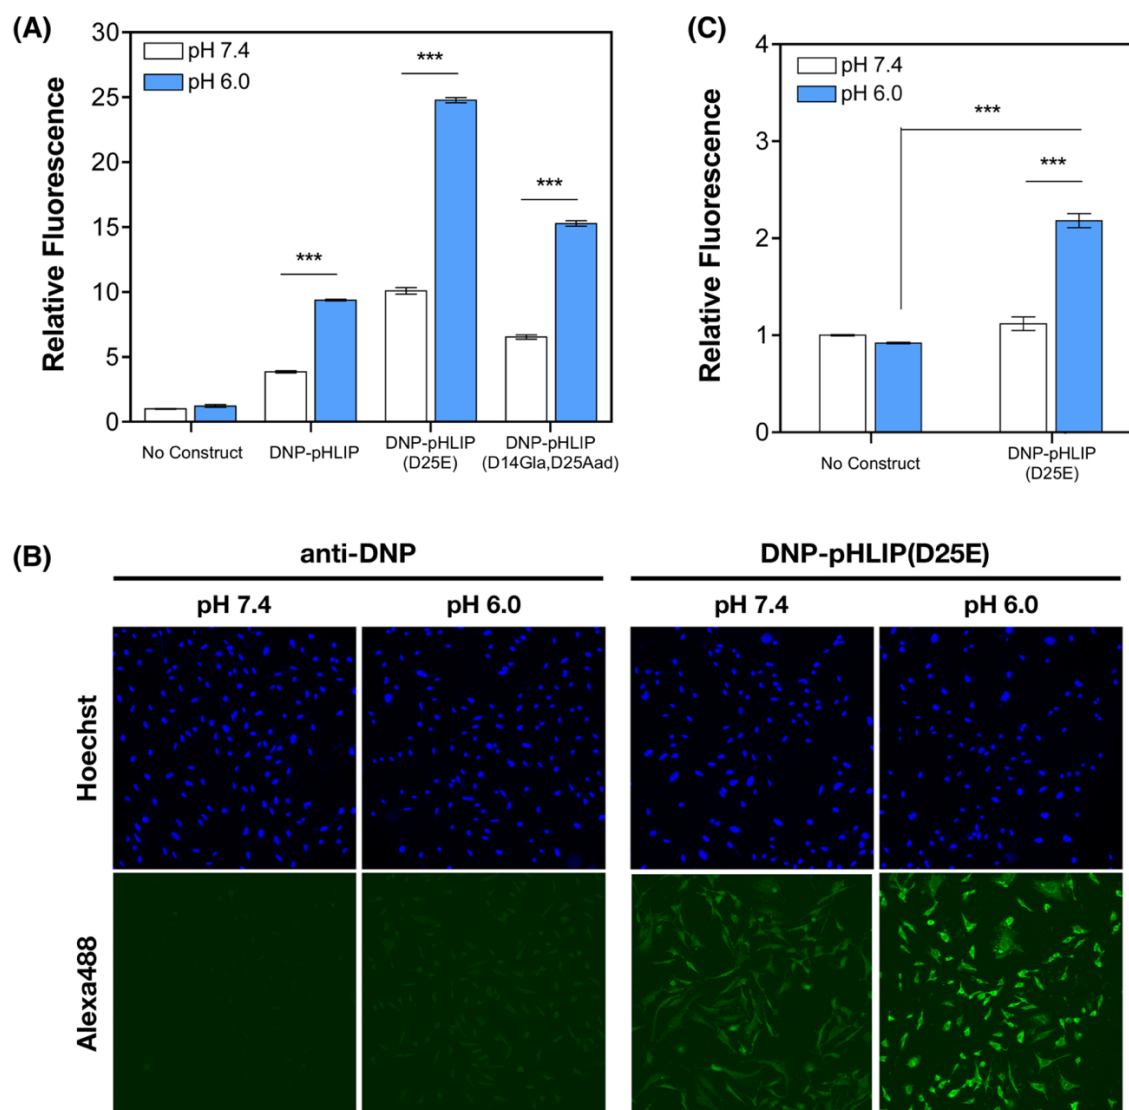 (A)
30
25
20
15
10
5
0
Relative Fluorescence
pH 7.4
pH 6.0
***
***
***
No Construct
DNP-pHLIP
DNP-pHLIP
(D25E)
DNP-pHLIP
(D14Gla,D25Aad)
(C)
4
3
2
1
0
Relative Fluorescence
pH 7.4
pH 6.0
***
***
No Construct
DNP-pHLIP
(D25E)
(B)
anti-DNP
DNP-pHLIP(D25E)
pH 7.4
pH 6.0
pH 7.4
pH 6.0
Hoechst
Alexa488